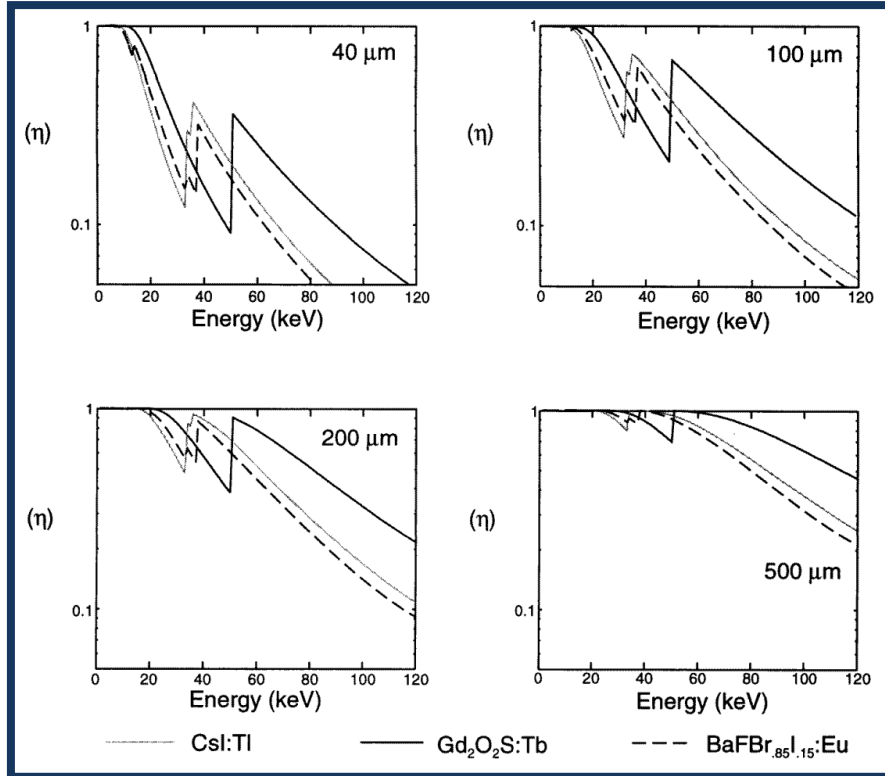 40 μm
1
(η)
0.1
0 20 40 60 80 100 120
Energy (keV)
100 μm
1
(η)
0.1
0 20 40 60 80 100 120
Energy (keV)
200 μm
1
(η)
0.1
0 20 40 60 80 100 120
Energy (keV)
1
(η)
500 μm
0.1
0 20 40 60 80 100 120
Energy (keV)
CsI:Tl Gd₂O₂S:Tb BaFBr.₈₅I.₁₅:Eu